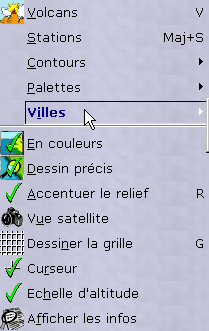 Volcans V
Stations Maj+S
Contours
Palettes
Villes
En couleurs
Dessin précis
Accentuer le relief R
Vue satellite
Dessiner la grille G
Curseur
Echelle d'altitude
Afficher les infos